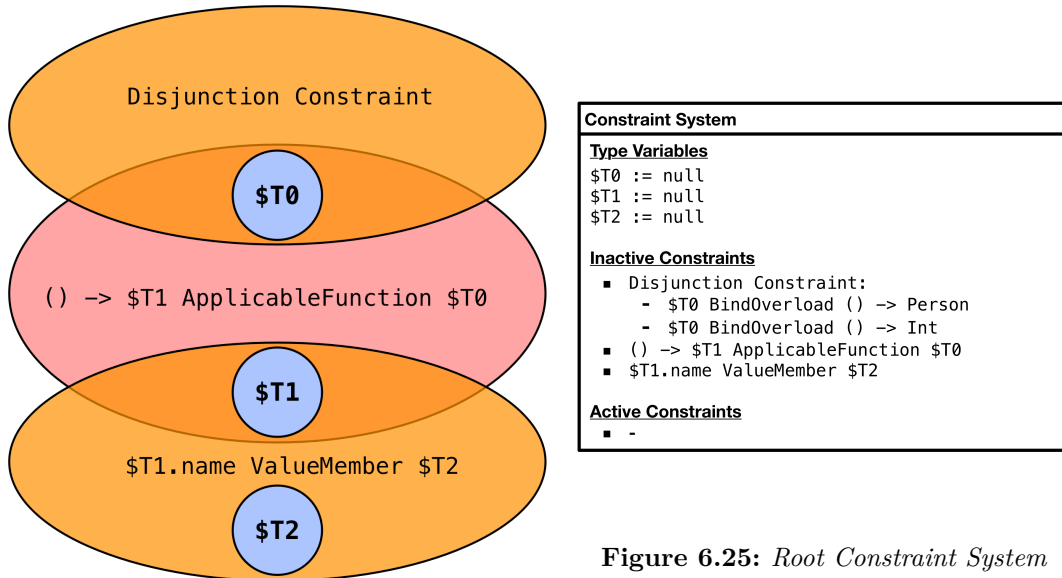 Disjunction Constraint
$T0
() -> $T1 ApplicableFunction $T0
$T1
$T1.name ValueMember $T2
$T2
Constraint System
Type Variables
$T0 := null
$T1 := null
$T2 := null
Inactive Constraints
▪ Disjunction Constraint:
- $T0 BindOverload () -> Person
- $T0 BindOverload () -> Int
▪ () -> $T1 ApplicableFunction $T0
▪ $T1.name ValueMember $T2
Active Constraints
▪ -
Figure 6.25: Root Constraint System